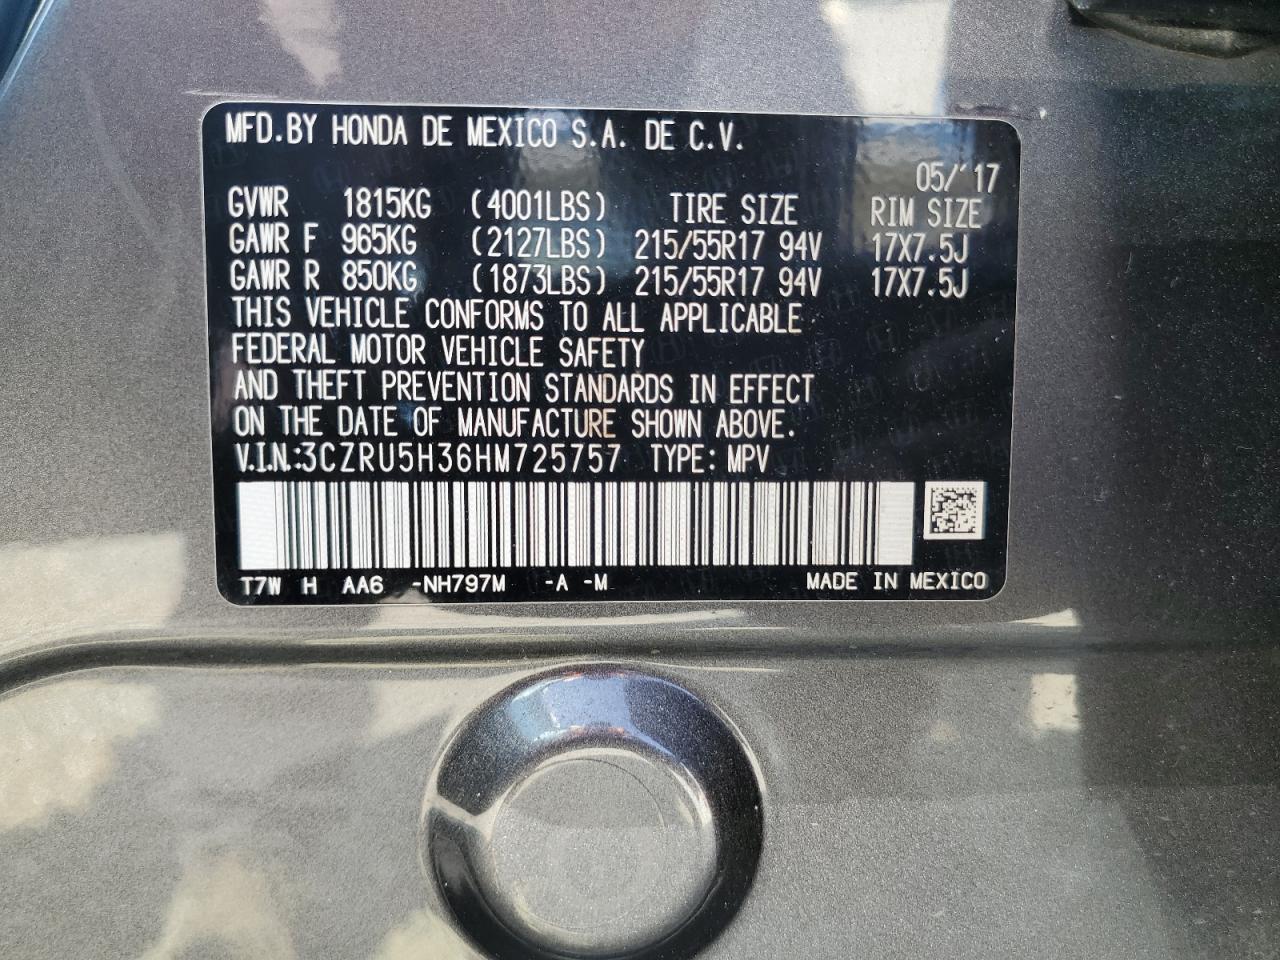 MFD.BY HONDA DE MEXICO S.A. DE C.V.
05/'17
GVWR 1815KG (4001LBS) TIRE SIZE RIM SIZE
GAWR F 965KG (2127LBS) 215/55R17 94V 17X7.5J
GAWR R 850KG (1873LBS) 215/55R17 94V 17X7.5J
THIS VEHICLE CONFORMS TO ALL APPLICABLE
FEDERAL MOTOR VEHICLE SAFETY
AND THEFT PREVENTION STANDARDS IN EFFECT
ON THE DATE OF MANUFACTURE SHOWN ABOVE.
V.I.N.:3CZRU5H36HM725757 TYPE: MPV
T7W H AA6 -NH797M -A -M MADE IN MEXICO